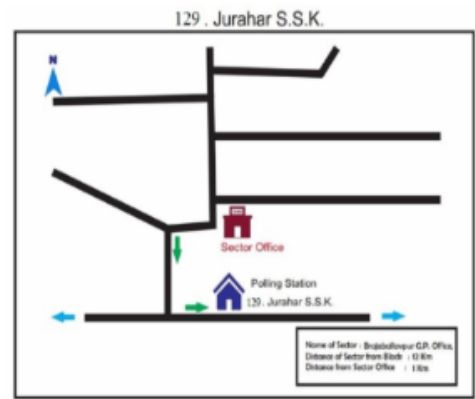 129 . Jurahar S.S.K.
N
Sector Office
Polling Station
129 . Jurahar S.S.K.
Name of Sector : Brajaballavpur G.P. Office,
Distance of Sector from Block : 13 Km
Distance from Sector Office : 1 Km